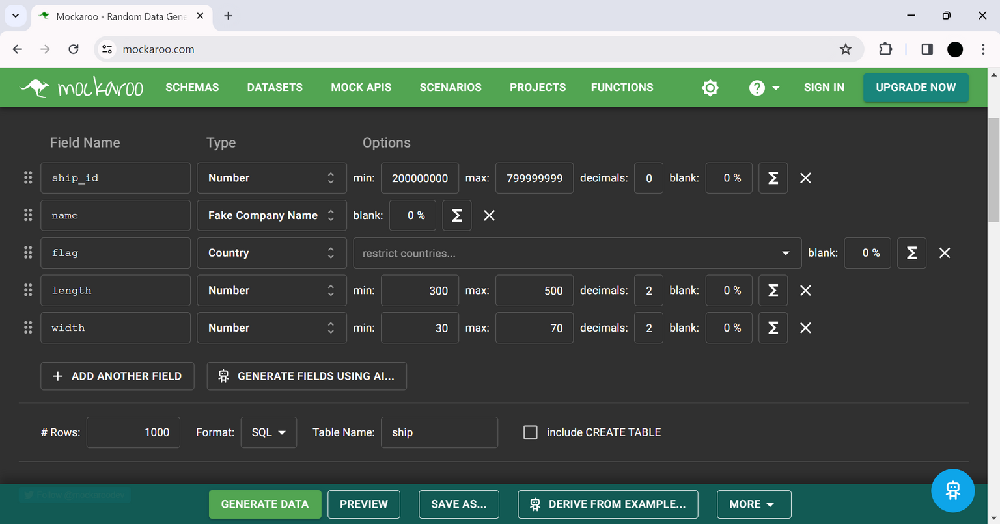 Mockaroo - Random Data Gene
mockaroo.com
mockaroo SCHEMAS DATASETS MOCK APIS SCENARIOS PROJECTS FUNCTIONS ? SIGN IN UPGRADE NOW
Field Name Type Options
ship_id Number min: 200000000 max: 799999999 decimals: 0 blank: 0 % Σ
name Fake Company Name blank: 0 % Σ
flag Country restrict countries... blank: 0 % Σ
length Number min: 300 max: 500 decimals: 2 blank: 0 % Σ
width Number min: 30 max: 70 decimals: 2 blank: 0 % Σ
+ ADD ANOTHER FIELD GENERATE FIELDS USING AI...
# Rows: 1000 Format: SQL Table Name: ship include CREATE TABLE
Follow @mockaroodev
GENERATE DATA PREVIEW SAVE AS... DERIVE FROM EXAMPLE... MORE